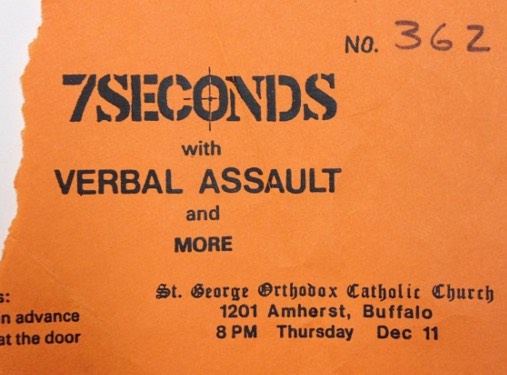 NO. 362
7SECONDS
with
VERBAL ASSAULT
and
MORE
St. George Orthodox Catholic Church
1201 Amherst, Buffalo
8 PM Thursday Dec 11
s:
n advance
at the door